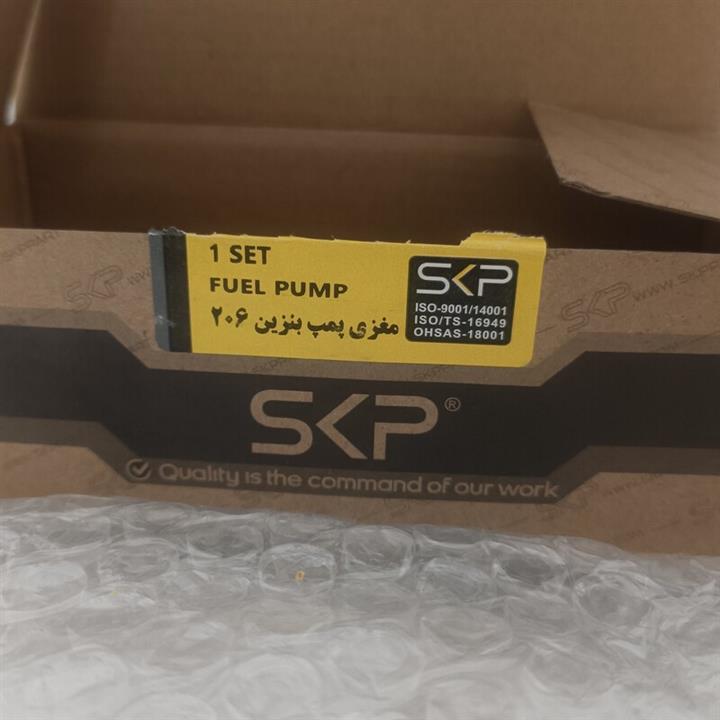 1 SET
FUEL PUMP
مغزی پمپ بنزین ۲۰۶
SKP
ISO-9001/14001
ISO/TS-16949
OHSAS-18001
SKP®
Quality is the command of our work